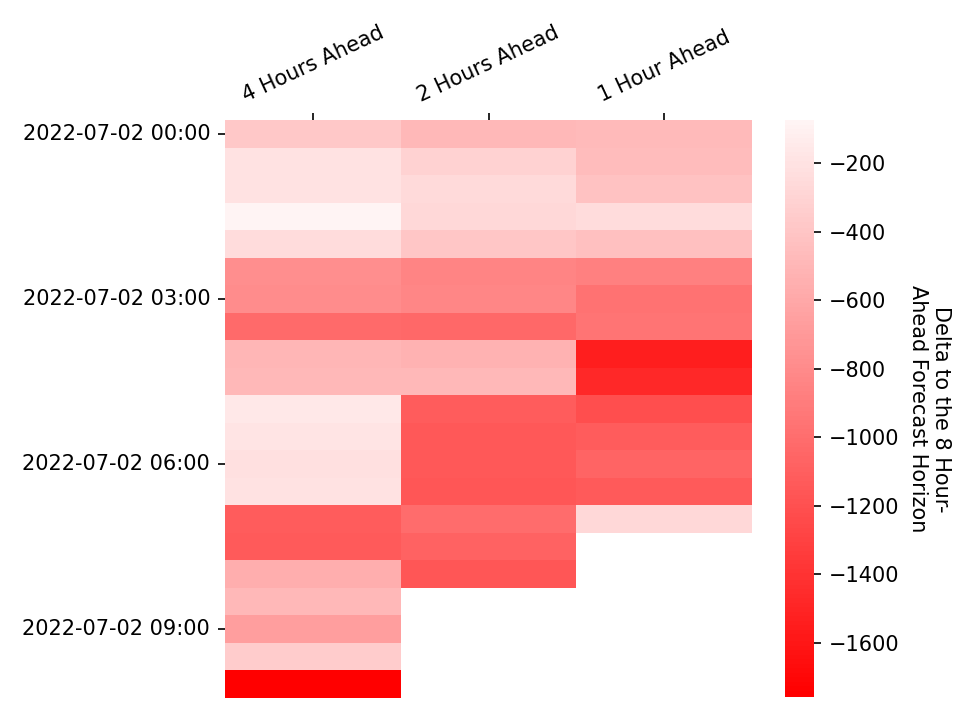 4 Hours Ahead
2 Hours Ahead
1 Hour Ahead
2022-07-02 00:00
2022-07-02 03:00
2022-07-02 06:00
2022-07-02 09:00
−200
−400
−600
−800
−1000
−1200
−1400
−1600
Delta to the 8 Hour-
Ahead Forecast Horizon